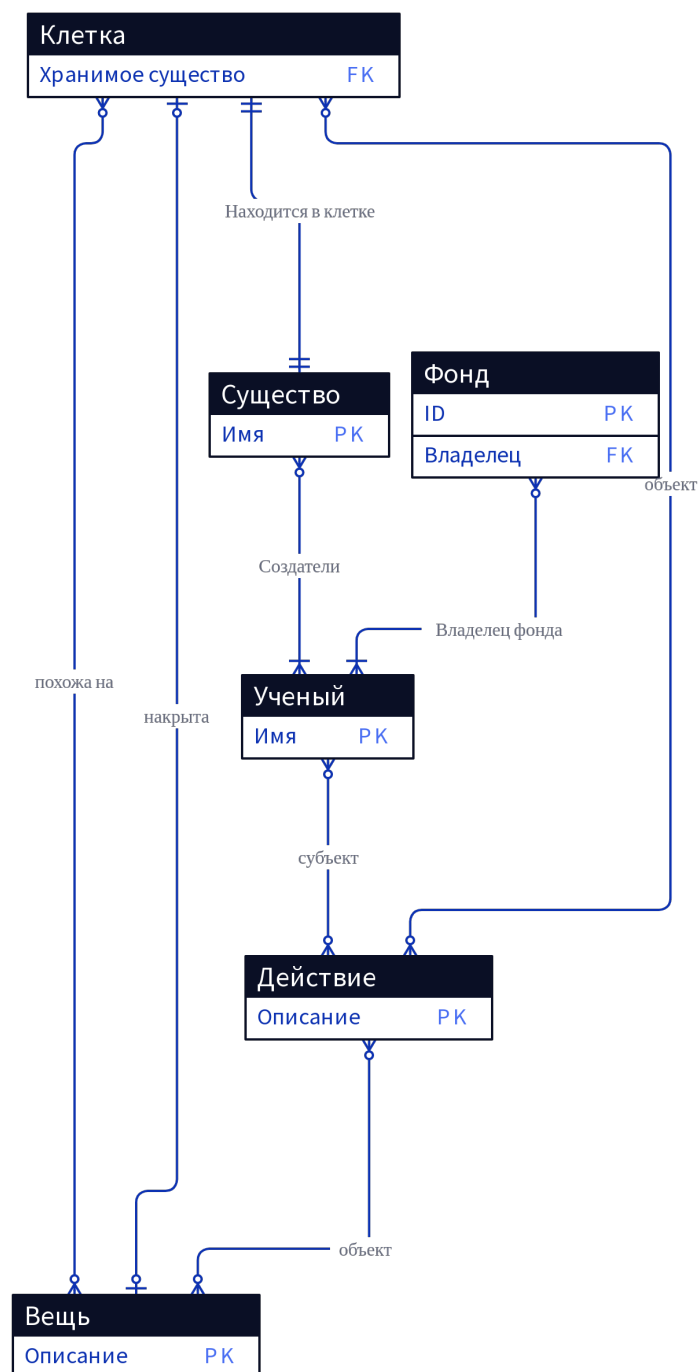 Клетка
Хранимое существо FK
Находится в клетке
Фонд
Существо
ID PK
Имя PK
Владелец FK
объект
Создатели
Владелец фонда
похожа на
Ученый
накрыта
Имя PK
субъект
Действие
Описание PK
объект
Вещь
Описание PK